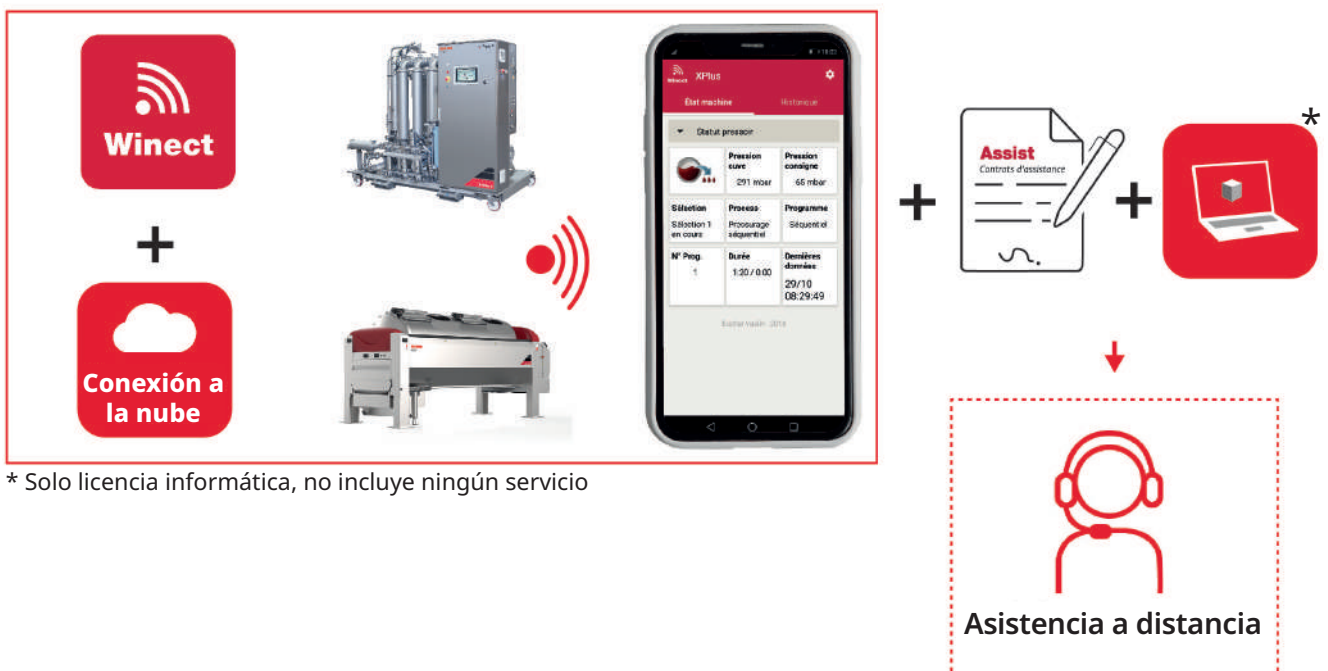 Winect
+
Conexión a
la nube
Winect XPlus
État machine
Historique
Statut pressoir
Pression
cuve
291 mbar
Pression
consigne
65 mbar
Sélection
Sélection 1
en cours
Process
Pressurage
séquentiel
Programme
Séquentiel
N° Prog.
1
Durée
1:20 / 0:00
Dernières
données
29/10
08:29:49
+
Assist
Contrats d'assistance
+
*
* Solo licencia informática, no incluye ningún servicio
Asistencia a distancia